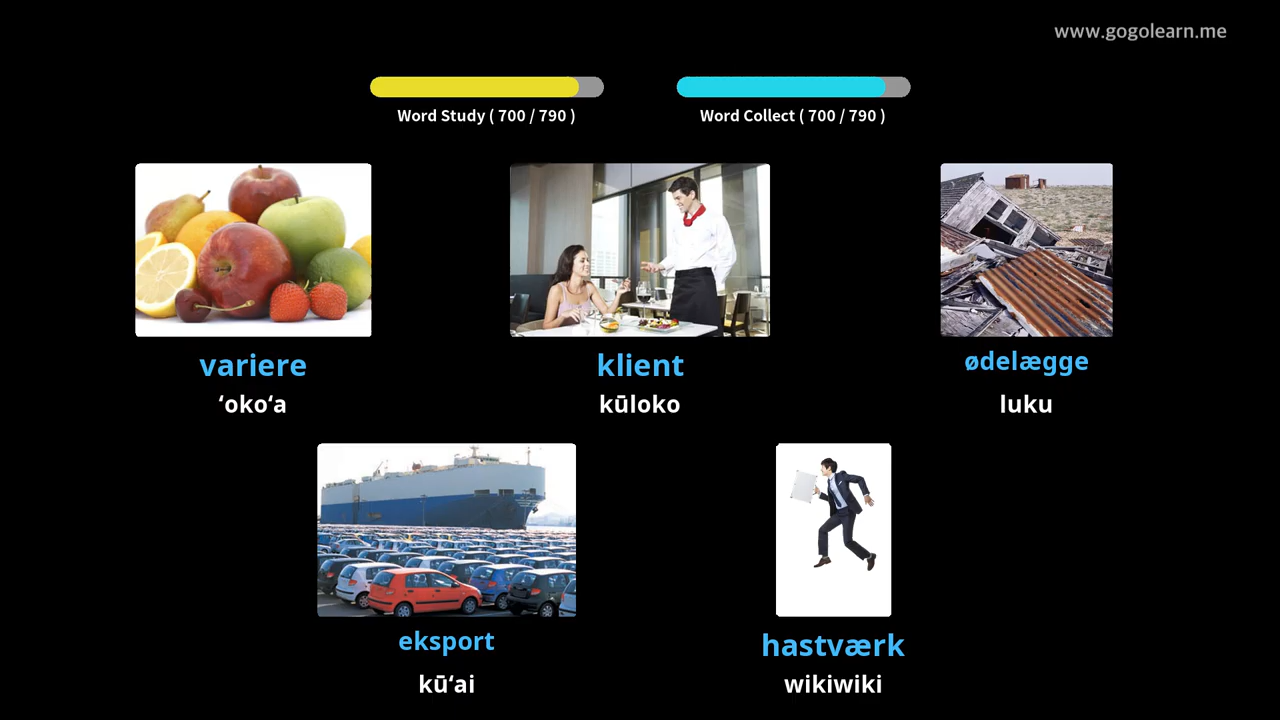 www.gogolearn.me
Word Study ( 700 / 790 )
Word Collect ( 700 / 790 )
variere
ʻokoʻa
klient
kūloko
ødelægge
luku
eksport
kūʻai
hastværk
wikiwiki